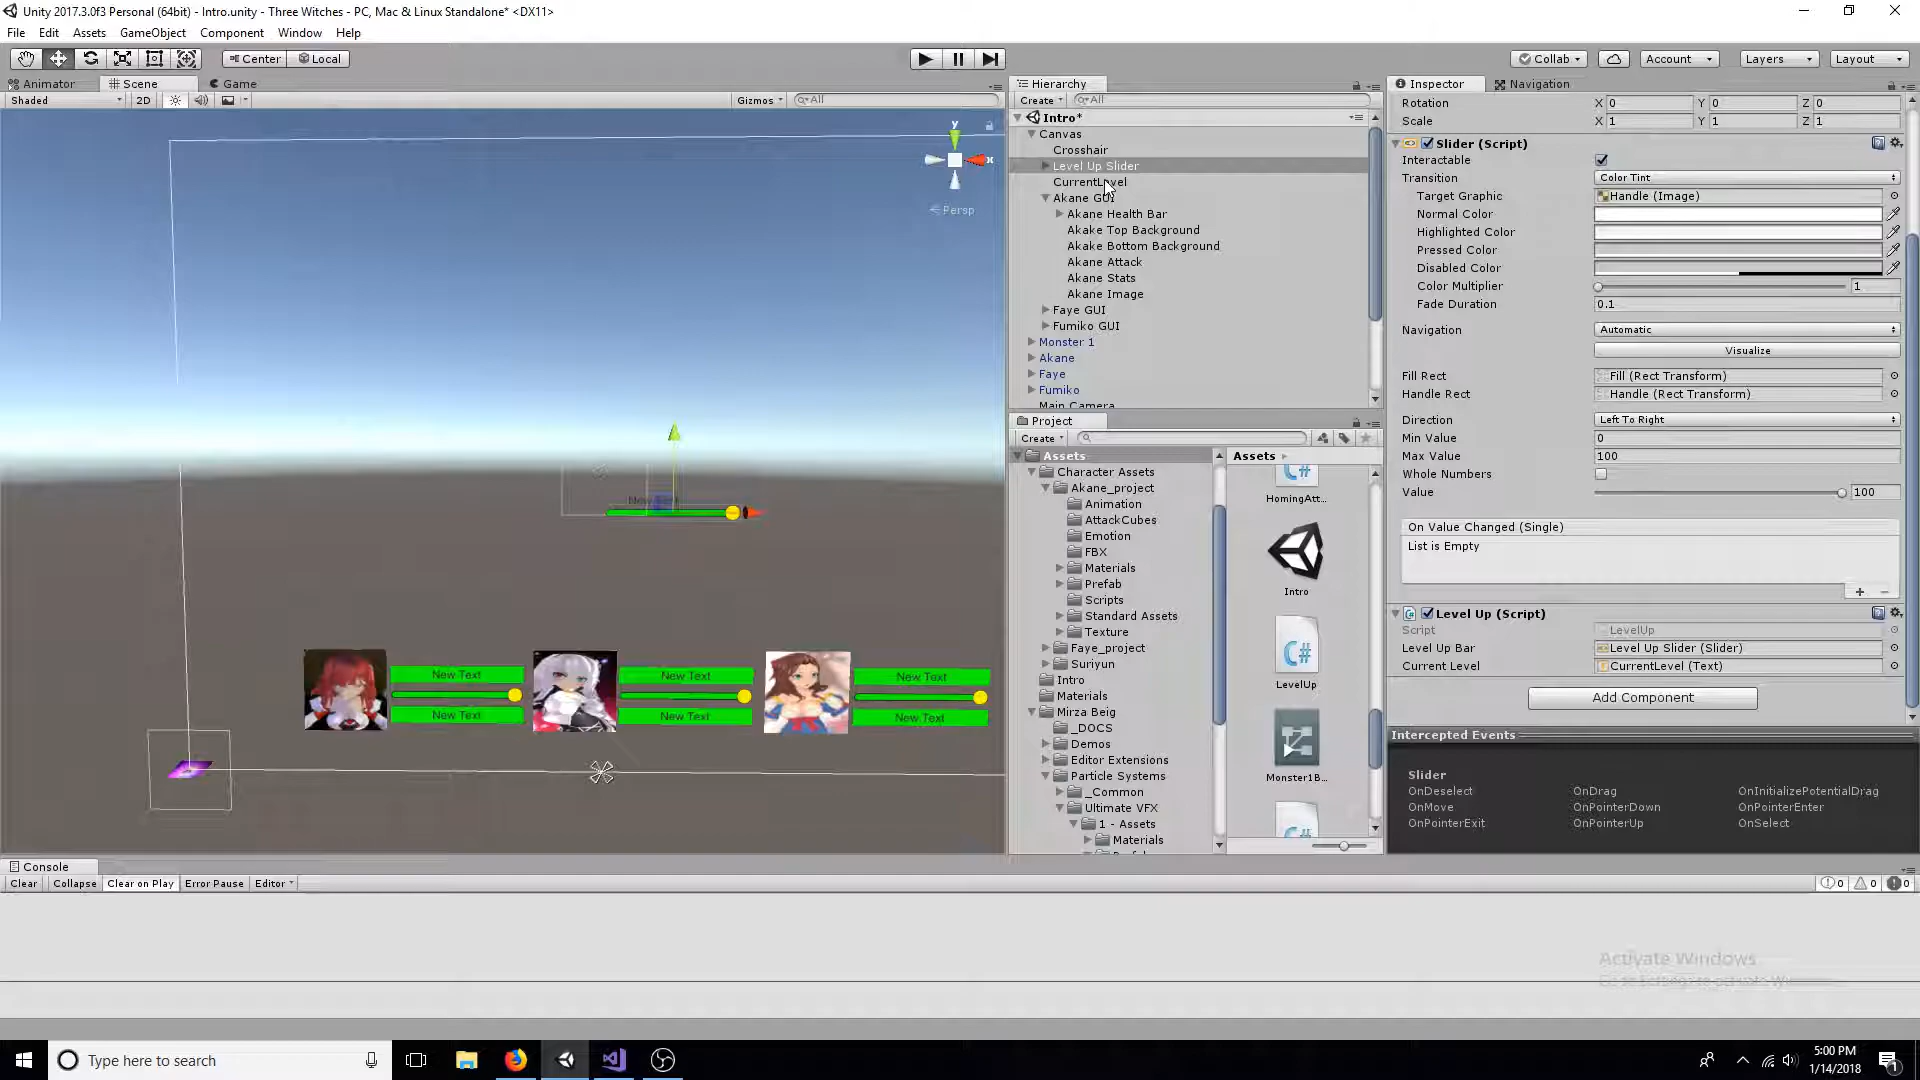 Unity 2017.3.0f3 Personal (64bit) - Intro.unity - Three Witches - PC, Mac & Linux Standalone* <DX11>
File Edit Assets GameObject Component Window Help
Center Local Collab Account Layers Layout
Animator Scene Game
Shaded 2D Gizmos All
y
x
Persp
New Text
New Text New Text New Text
New Text New Text New Text
Hierarchy
Create All
Intro*
Canvas
Crosshair
Level Up Slider
CurrentLevel
Akane GUI
Akane Health Bar
Akake Top Background
Akake Bottom Background
Akane Attack
Akane Stats
Akane Image
Faye GUI
Fumiko GUI
Monster 1
Akane
Faye
Fumiko
Main Camera
Project
Create
Assets
Character Assets
Akane_project
Animation
AttackCubes
Emotion
FBX
Materials
Prefab
Scripts
Standard Assets
Texture
Faye_project
Suriyun
Intro
Materials
Mirza Beig
_DOCS
Demos
Editor Extensions
Particle Systems
_Common
Ultimate VFX
1 - Assets
Materials
Assets
C#
HomingAtt...
Intro
C#
LevelUp
Monster1B...
C#
Inspector Navigation
Rotation X 0 Y 0 Z 0
Scale X 1 Y 1 Z 1
Slider (Script)
Interactable
Transition Color Tint
Target Graphic Handle (Image)
Normal Color
Highlighted Color
Pressed Color
Disabled Color
Color Multiplier 1
Fade Duration 0.1
Navigation Automatic
Visualize
Fill Rect Fill (Rect Transform)
Handle Rect Handle (Rect Transform)
Direction Left To Right
Min Value 0
Max Value 100
Whole Numbers
Value 100
On Value Changed (Single)
List is Empty
+ −
Level Up (Script)
Script LevelUp
Level Up Bar Level Up Slider (Slider)
Current Level CurrentLevel (Text)
Add Component
Intercepted Events
Slider
OnDeselect OnDrag OnInitializePotentialDrag
OnMove OnPointerDown OnPointerEnter
OnPointerExit OnPointerUp OnSelect
Console
Clear Collapse Clear on Play Error Pause Editor 0 0 0
Activate Windows
Type here to search
5:00 PM
1/14/2018
1